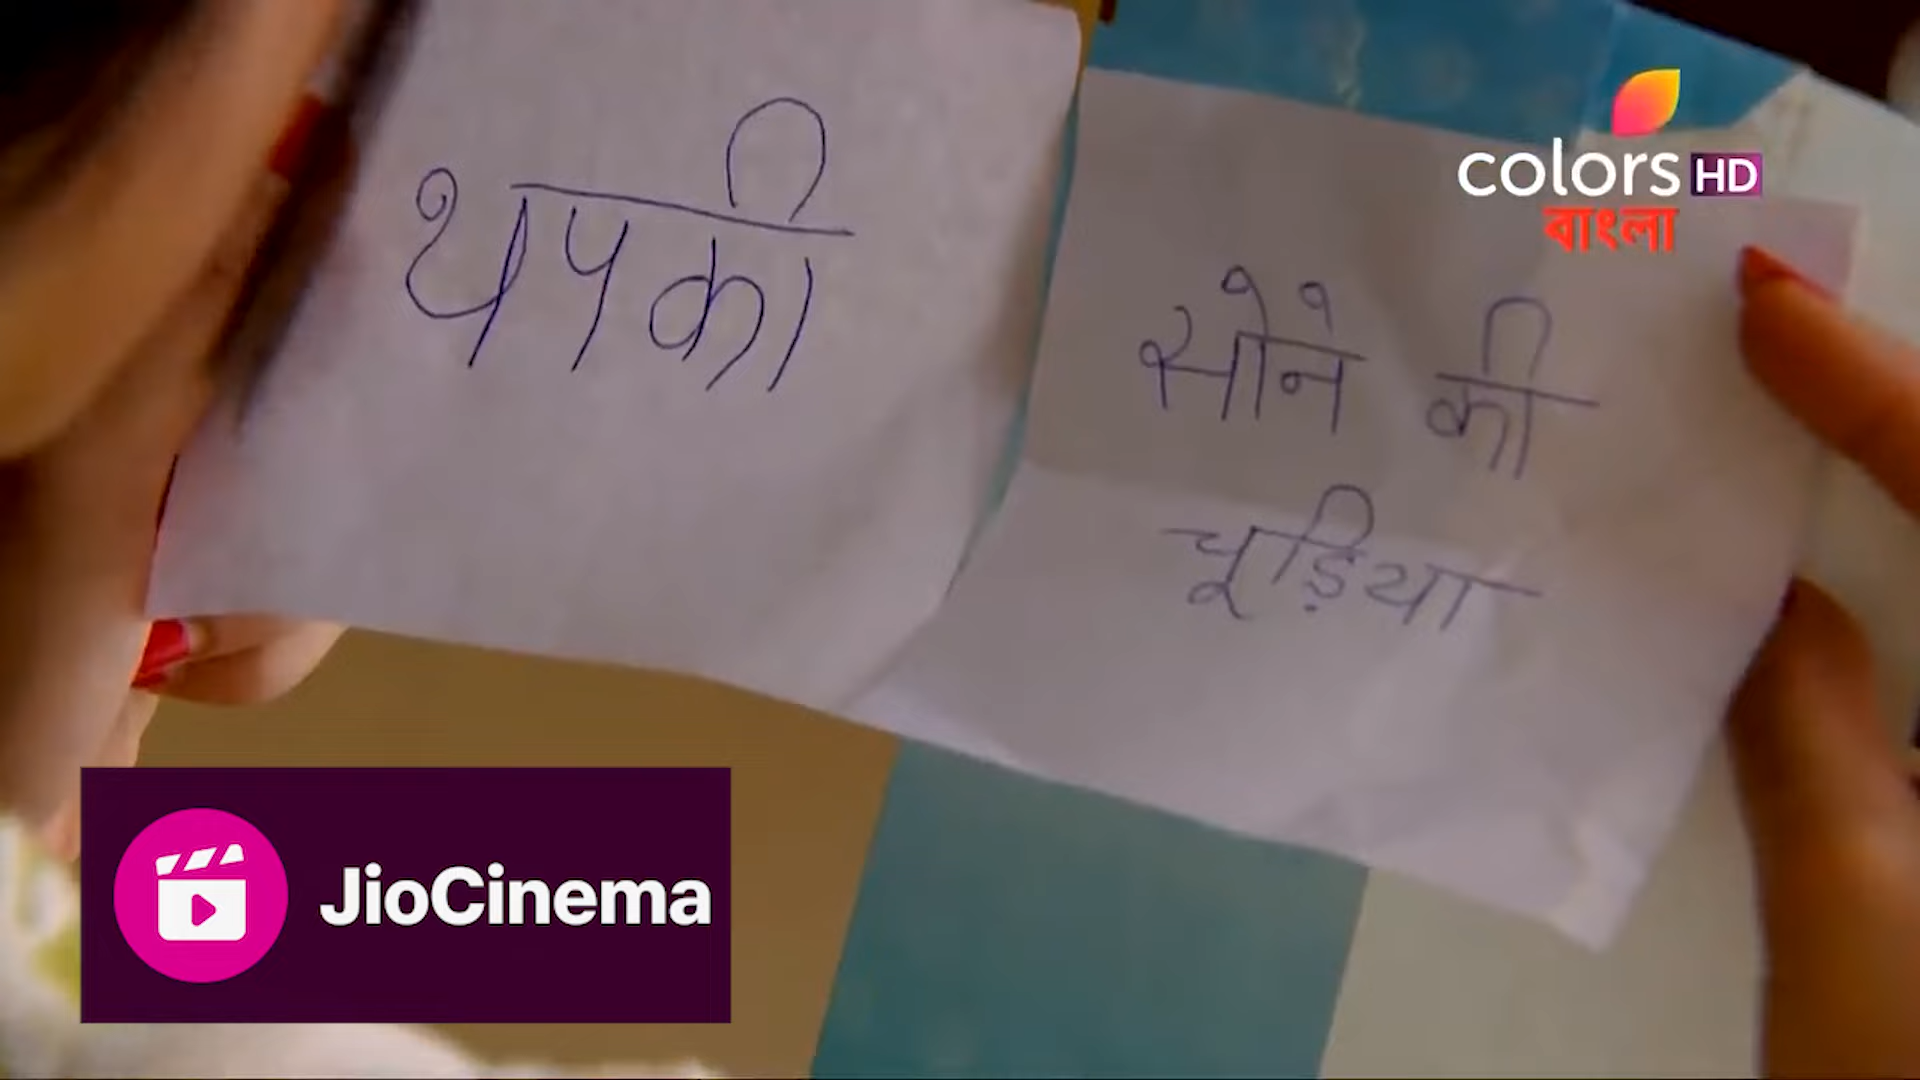 थपकी
सोने की
चूड़िया
colors HD
বাংলা
JioCinema